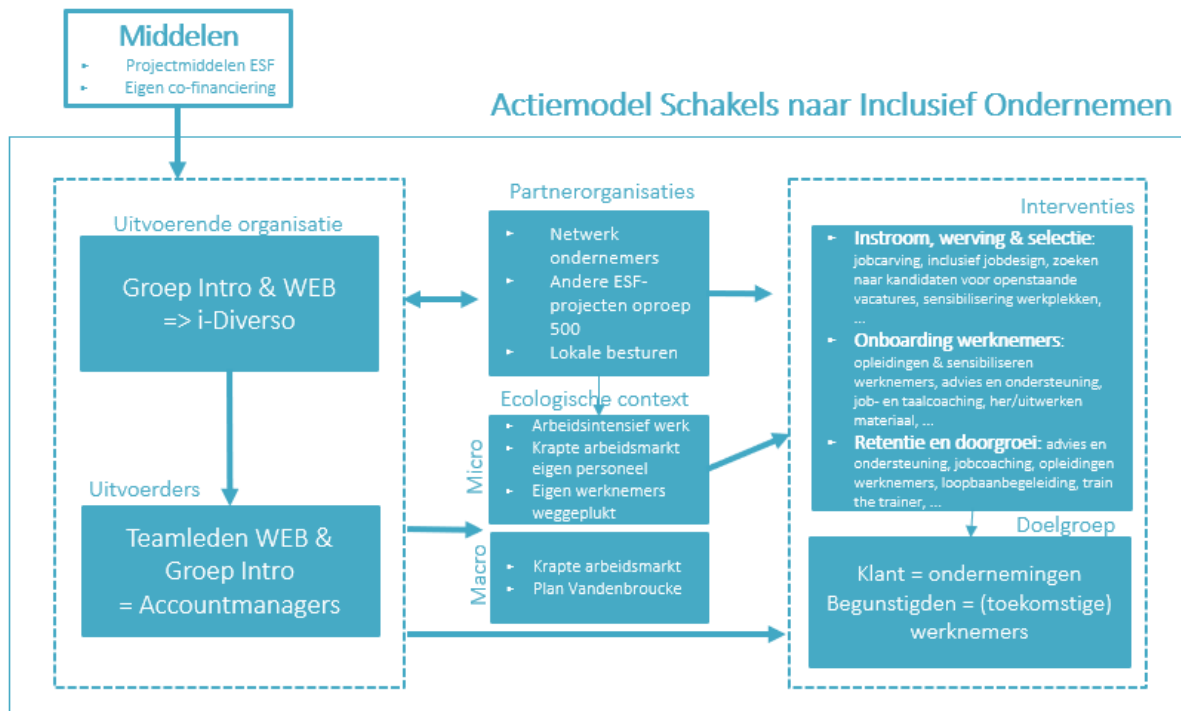 Middelen
► Projectmiddelen ESF
► Eigen co-financiering
Actiemodel Schakels naar Inclusief Ondernemen
Uitvoerende organisatie
Groep Intro & WEB
=> i-Diverso
Uitvoerders
Teamleden WEB &
Groep Intro
= Accountmanagers
Partnerorganisaties
► Netwerk
ondernemers
► Andere ESF-
projecten oproep
500
► Lokale besturen
Ecologische context
Micro
► Arbeidsintensief werk
► Krapte arbeidsmarkt
eigen personeel
► Eigen werknemers
weggeplukt
Macro
► Krapte arbeidsmarkt
► Plan Vandenbroucke
Interventies
► Instroom, werving & selectie:
jobcarving, inclusief jobdesign, zoeken
naar kandidaten voor openstaande
vacatures, sensibilisering werkplekken,
...
► Onboarding werknemers:
opleidingen & sensibiliseren
werknemers, advies en ondersteuning,
job- en taalcoaching, her/uitwerken
materiaal, ...
► Retentie en doorgroei: advies en
ondersteuning, jobcoaching, opleidingen
werknemers, loopbaanbegeleiding, train
the trainer, ...
Doelgroep
Klant = ondernemingen
Begunstigden = (toekomstige)
werknemers